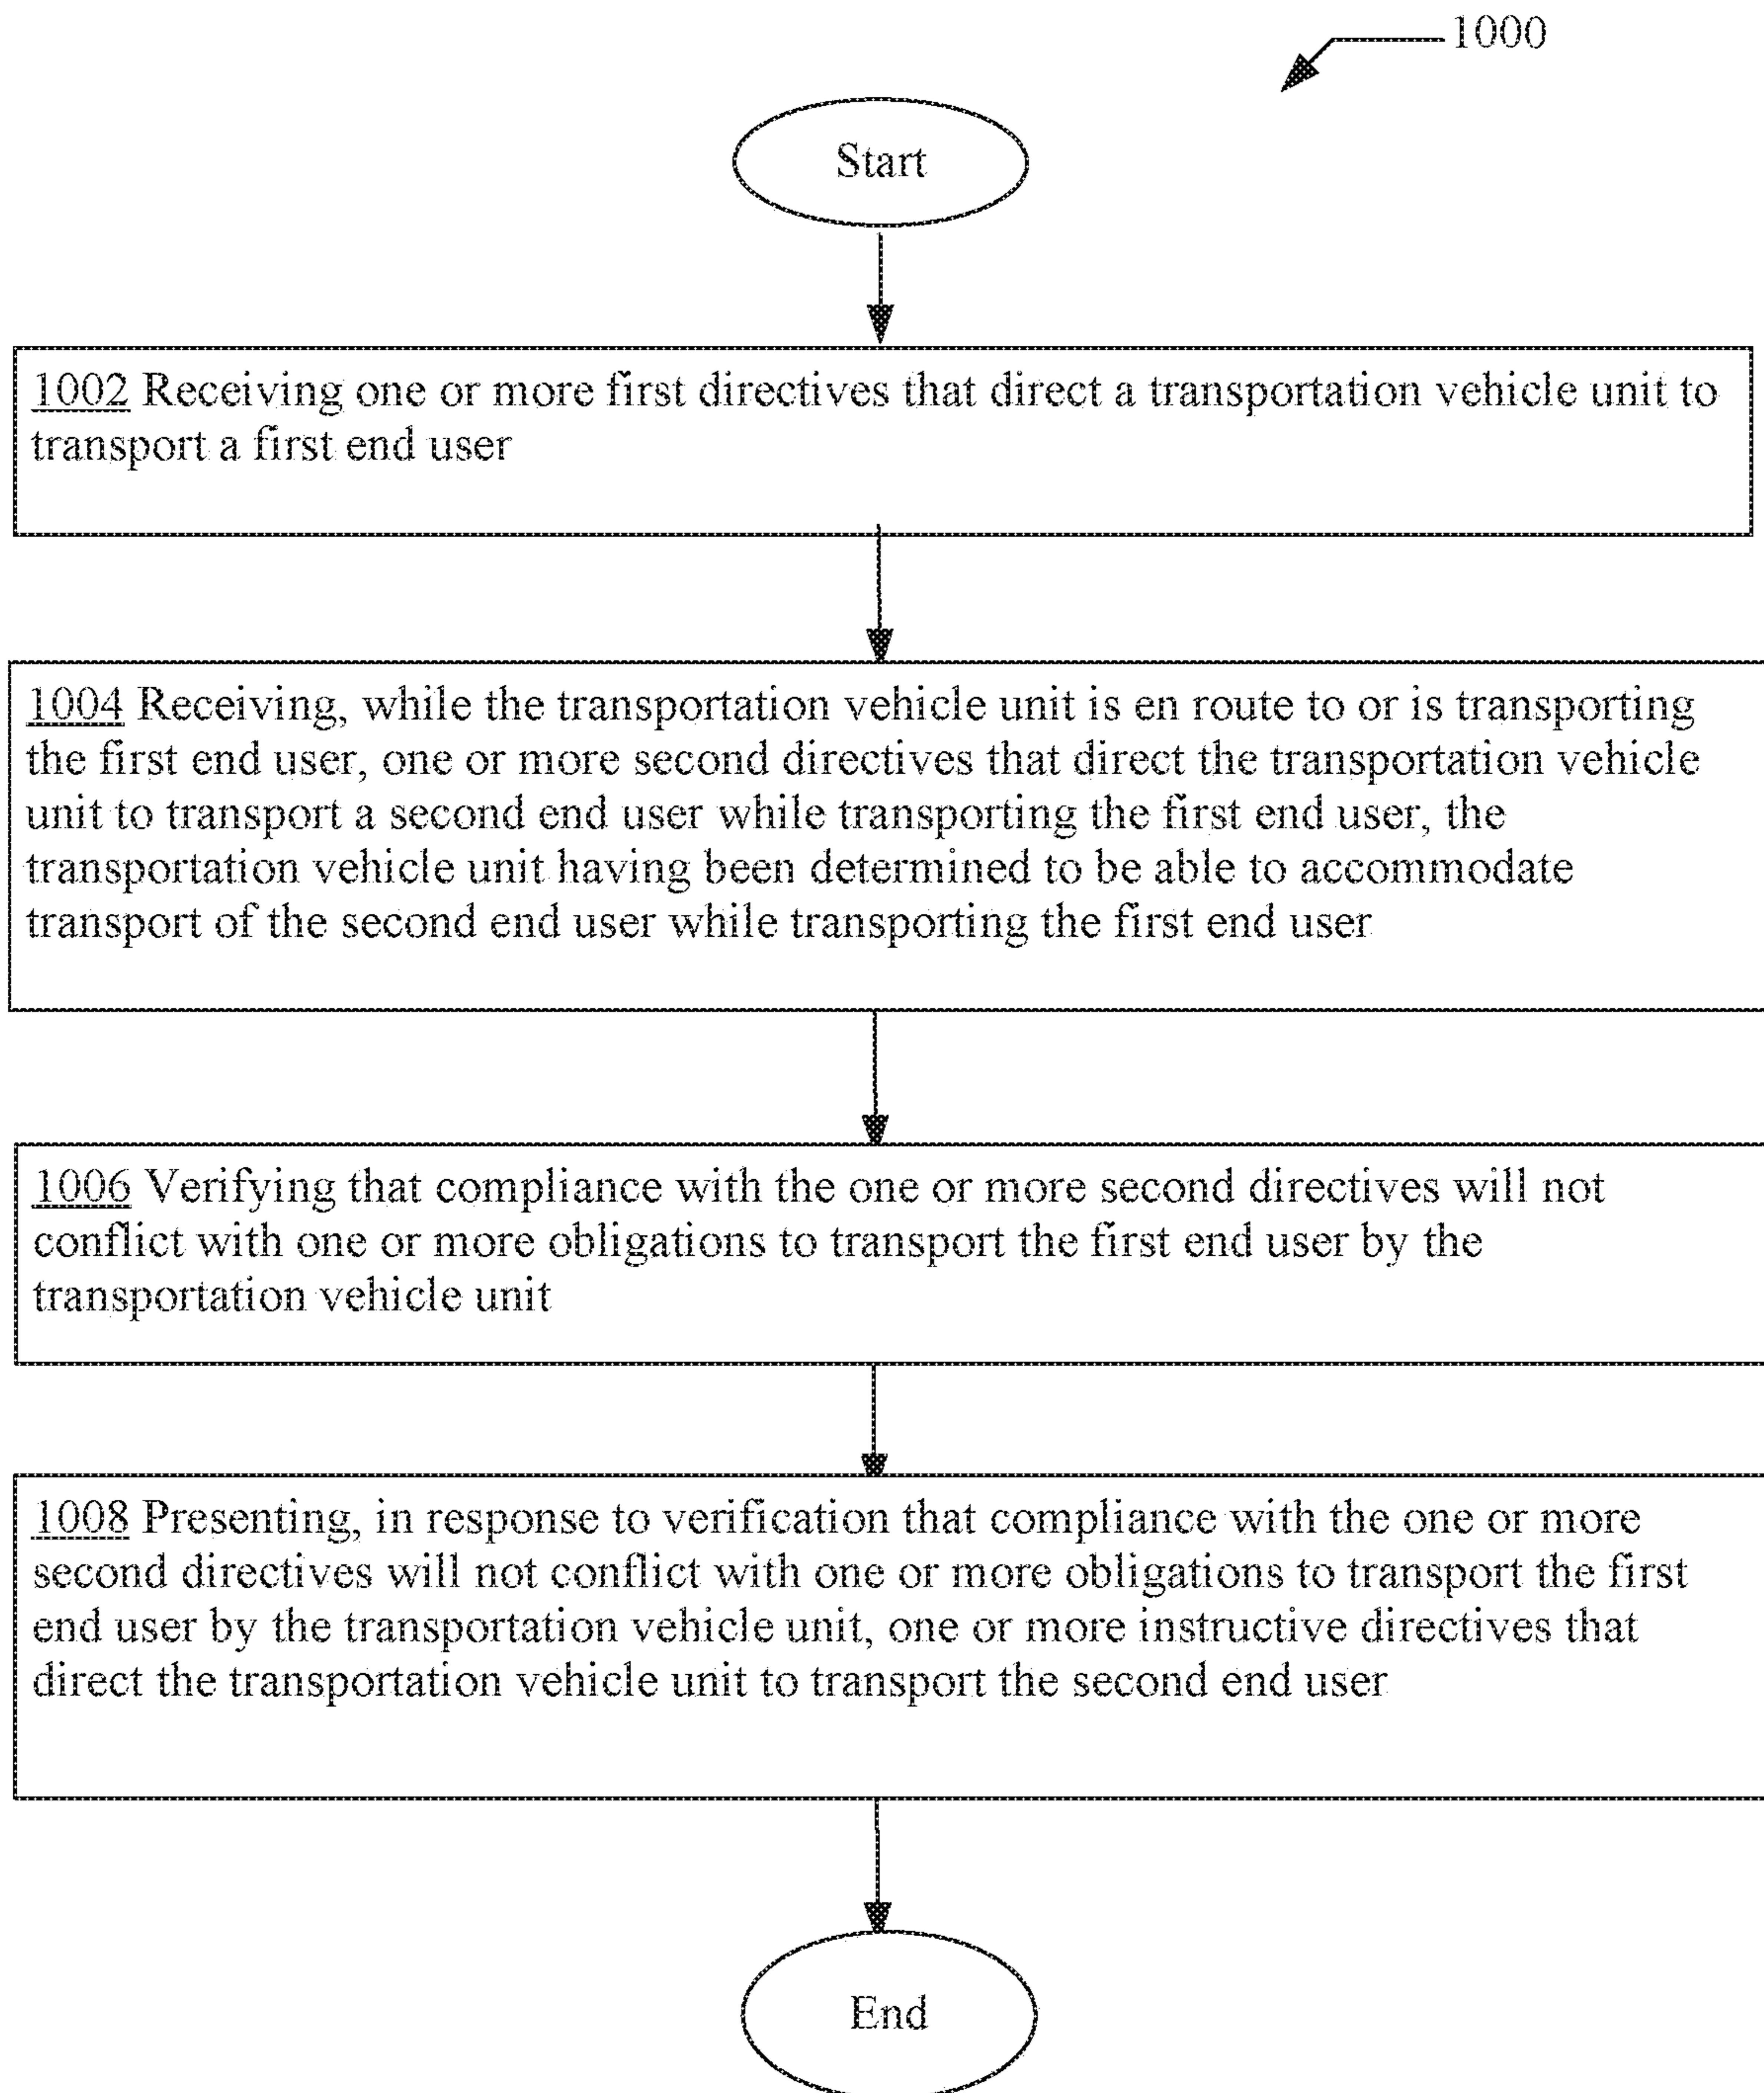 1000
Start
1002 Receiving one or more first directives that direct a transportation vehicle unit to
transport a first end user
1004 Receiving, while the transportation vehicle unit is en route to or is transporting
the first end user, one or more second directives that direct the transportation vehicle
unit to transport a second end user while transporting the first end user, the
transportation vehicle unit having been determined to be able to accommodate
transport of the second end user while transporting the first end user
1006 Verifying that compliance with the one or more second directives will not
conflict with one or more obligations to transport the first end user by the
transportation vehicle unit
1008 Presenting, in response to verification that compliance with the one or more
second directives will not conflict with one or more obligations to transport the first
end user by the transportation vehicle unit, one or more instructive directives that
direct the transportation vehicle unit to transport the second end user
End